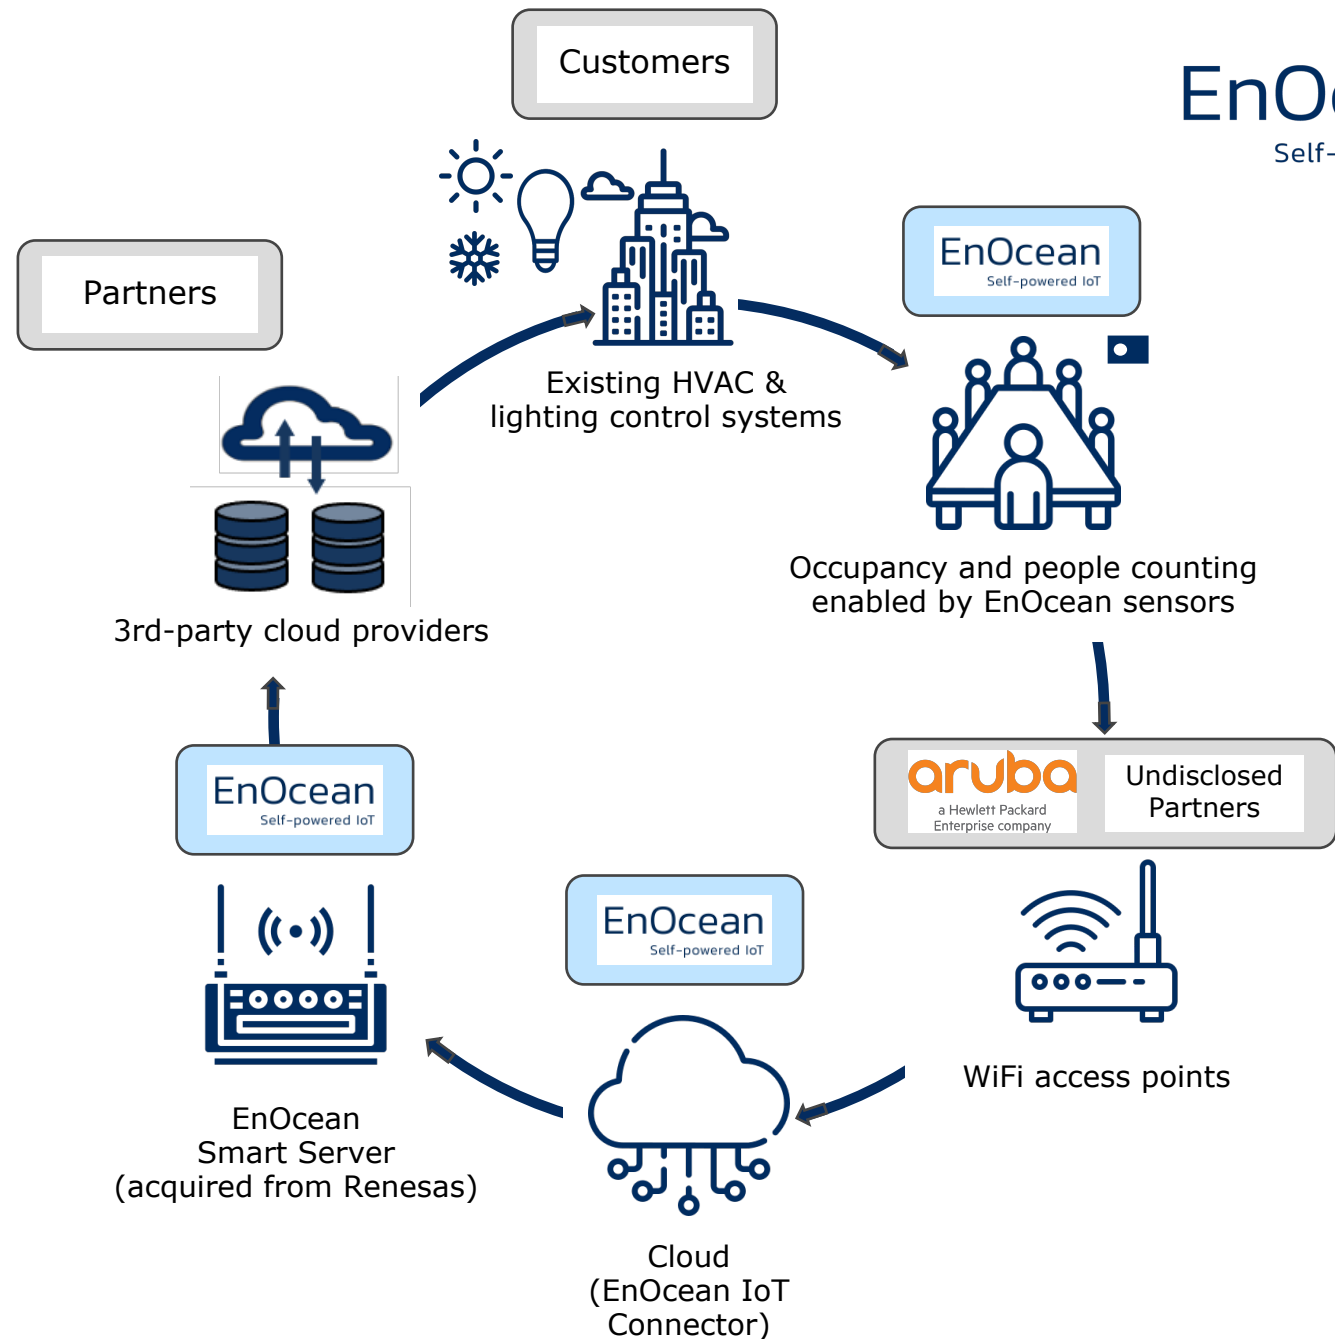 Customers
EnOc
Self-
EnOcean
Self-powered IoT
Partners
Existing HVAC &
lighting control systems
Occupancy and people counting
enabled by EnOcean sensors
3rd-party cloud providers
aruba
a Hewlett Packard
Enterprise company
Undisclosed
Partners
EnOcean
Self-powered IoT
EnOcean
Self-powered IoT
WiFi access points
EnOcean
Smart Server
(acquired from Renesas)
Cloud
(EnOcean IoT
Connector)